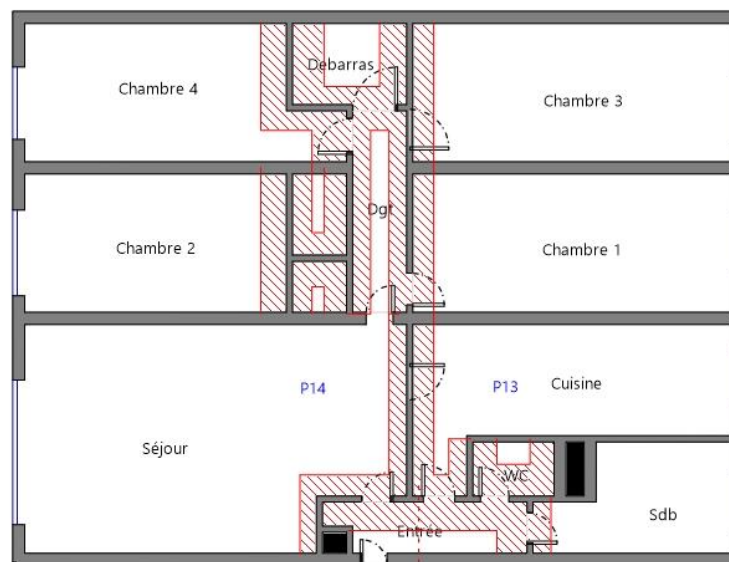 Debarras
Chambre 4
Chambre 3
Dgt
Chambre 2
Chambre 1
P14
P13
Cuisine
Séjour
WC
Sdb
Entrée